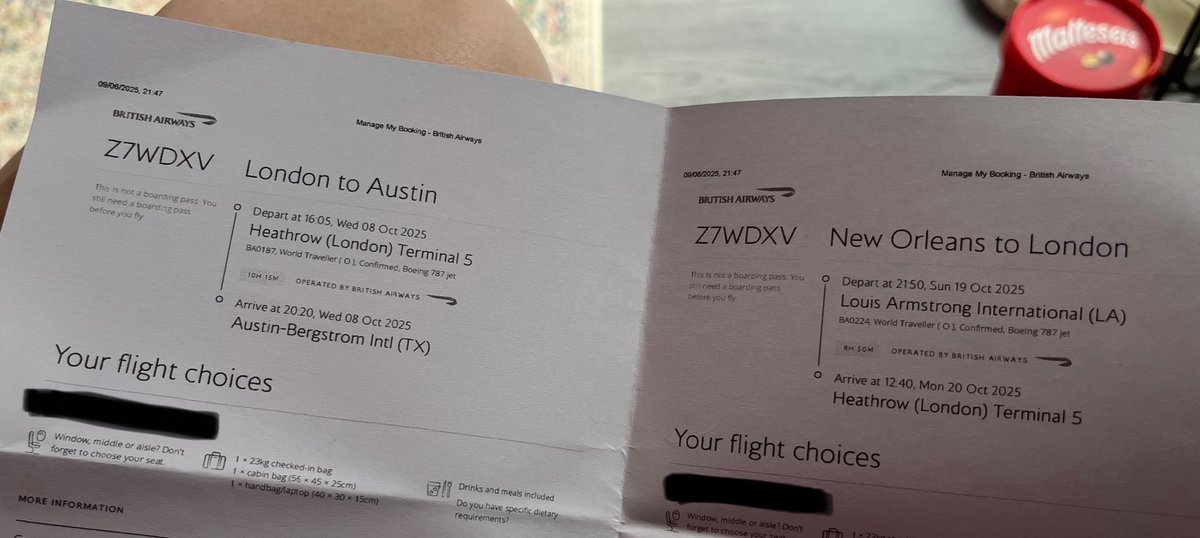 Maltesers
09/06/2025, 21:47
Manage My Booking - British Airways
BRITISH AIRWAYS
Z7WDXV
This is not a boarding pass. You
still need a boarding pass
before you fly.
London to Austin
Depart at 16:05, Wed 08 Oct 2025
Heathrow (London) Terminal 5
BA0187, World Traveller ( O ), Confirmed, Boeing 787 jet
10H 15M
OPERATED BY BRITISH AIRWAYS
Arrive at 20:20, Wed 08 Oct 2025
Austin-Bergstrom Intl (TX)
Your flight choices
Window, middle or aisle? Don't
forget to choose your seat.
1 × 23kg checked-in bag
1 × cabin bag (56 × 45 × 25cm)
1 × handbag/laptop (40 × 30 × 15cm)
Drinks and meals included
Do you have specific dietary
requirements?
MORE INFORMATION
09/06/2025, 21:47
Manage My Booking - British Airways
BRITISH AIRWAYS
Z7WDXV
This is not a boarding pass. You
still need a boarding pass
before you fly.
New Orleans to London
Depart at 21:50, Sun 19 Oct 2025
Louis Armstrong International (LA)
BA0224, World Traveller ( O ), Confirmed, Boeing 787 jet
8H 50M
OPERATED BY BRITISH AIRWAYS
Arrive at 12:40, Mon 20 Oct 2025
Heathrow (London) Terminal 5
Your flight choices
Window, middle or aisle? Don't
forget to choose your seat.